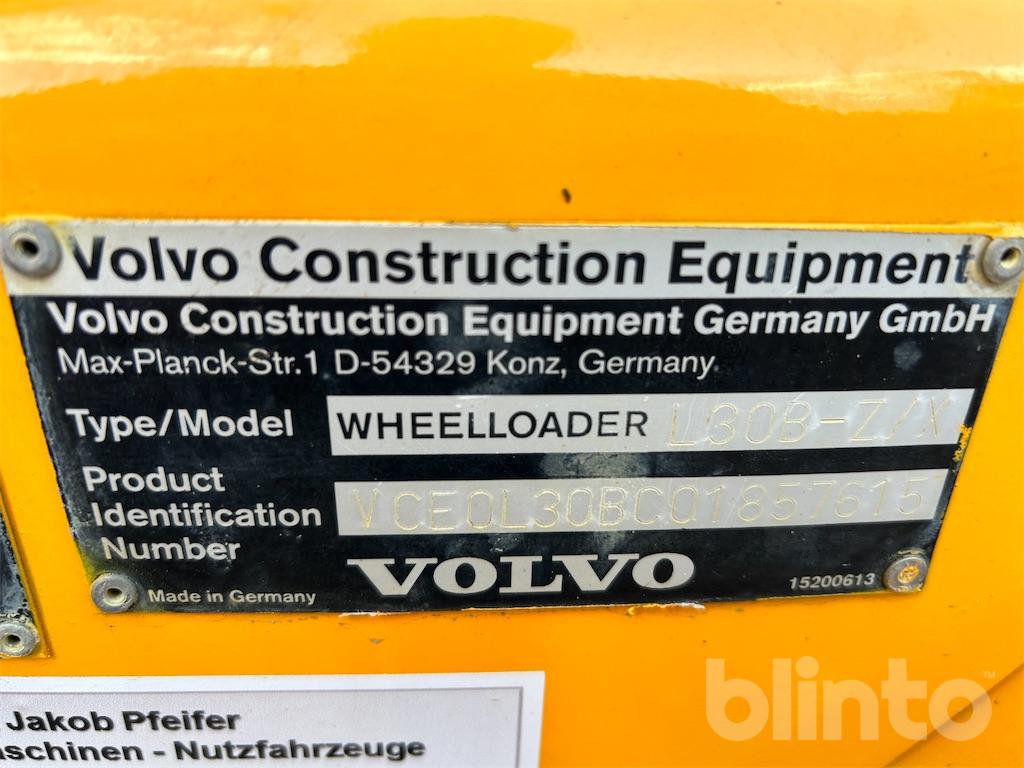 Volvo Construction Equipment
Volvo Construction Equipment Germany GmbH
Max-Planck-Str.1 D-54329 Konz, Germany.
Type/Model WHEELLOADER L30B-Z/X
Product
Identification
Number
VCE0L30BC01857615
VOLVO
Made in Germany
15200613
Jakob Pfeifer
aschinen - Nutzfahrzeuge
blinto™